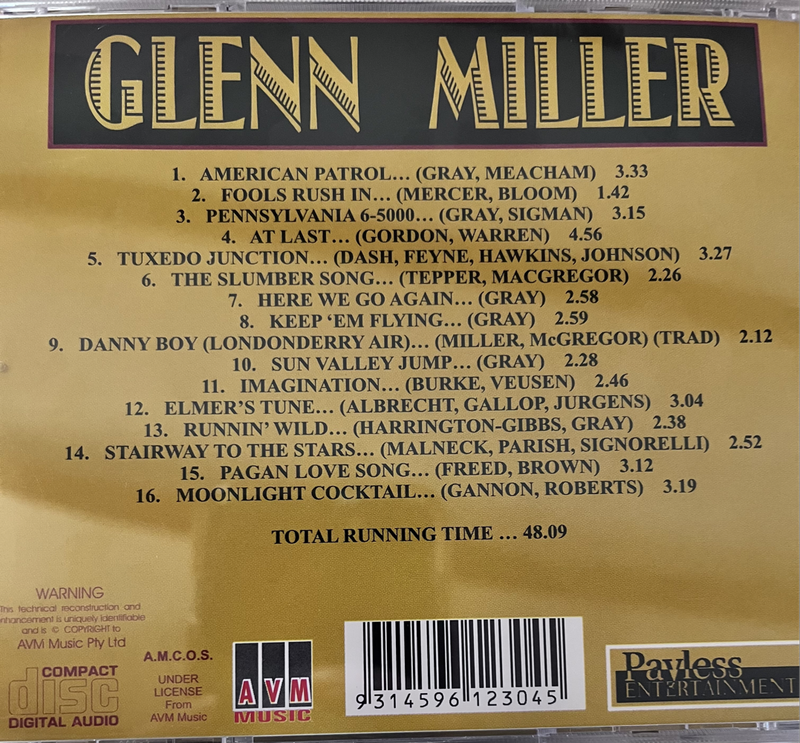 GLENN MILLER
1. AMERICAN PATROL... (GRAY, MEACHAM) 3.33
2. FOOLS RUSH IN... (MERCER, BLOOM) 1.42
3. PENNSYLVANIA 6-5000... (GRAY, SIGMAN) 3.15
4. AT LAST... (GORDON, WARREN) 4.56
5. TUXEDO JUNCTION... (DASH, FEYNE, HAWKINS, JOHNSON) 3.27
6. THE SLUMBER SONG... (TEPPER, MACGREGOR) 2.26
7. HERE WE GO AGAIN... (GRAY) 2.58
8. KEEP 'EM FLYING... (GRAY) 2.59
9. DANNY BOY (LONDONDERRY AIR)... (MILLER, McGREGOR) (TRAD) 2.12
10. SUN VALLEY JUMP... (GRAY) 2.28
11. IMAGINATION... (BURKE, VEUSEN) 2.46
12. ELMER'S TUNE... (ALBRECHT, GALLOP, JURGENS) 3.04
13. RUNNIN' WILD... (HARRINGTON-GIBBS, GRAY) 2.38
14. STAIRWAY TO THE STARS... (MALNECK, PARISH, SIGNORELLI) 2.52
15. PAGAN LOVE SONG... (FREED, BROWN) 3.12
16. MOONLIGHT COCKTAIL... (GANNON, ROBERTS) 3.19
TOTAL RUNNING TIME ... 48.09
WARNING
This technical reconstruction and
enhancement is uniquely identifiable
and is © COPYRIGHT to
AVM Music Pty Ltd
COMPACT
disc
DIGITAL AUDIO
A.M.C.O.S.
UNDER
LICENSE
From
AVM Music
AVM
MUSIC
9 314596 123045
Payless
ENTERTAINMENT